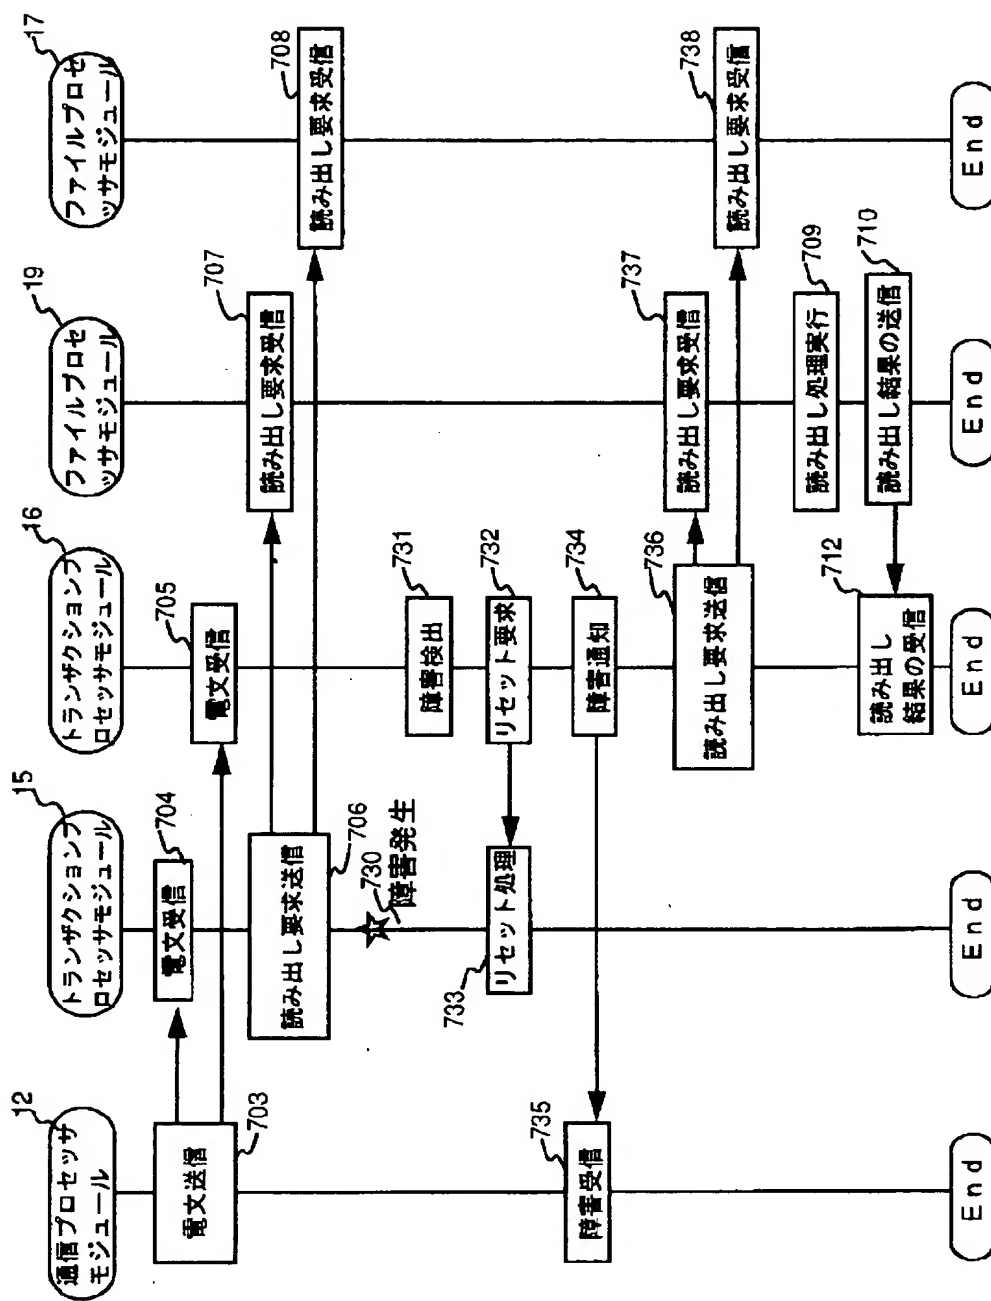 12
通信プロセッサ
モジュール
15
トランザクションプ
ロセッサモジュール
16
トランザクションプ
ロセッサモジュール
19
ファイルプロセ
ッサモジュール
17
ファイルプロセ
ッサモジュール
電文送信
703
電文受信
704
電文受信
705
読み出し要求送信
706
読み出し要求受信
707
読み出し要求受信
708
730
障害発生
障害検出
731
リセット要求
732
リセット処理
733
障害通知
734
障害受信
735
読み出し要求送信
736
読み出し要求受信
737
読み出し要求受信
738
読み出し処理実行
709
読み出し結果の送信
710
読み出し
結果の受信
712
End
End
End
End
End